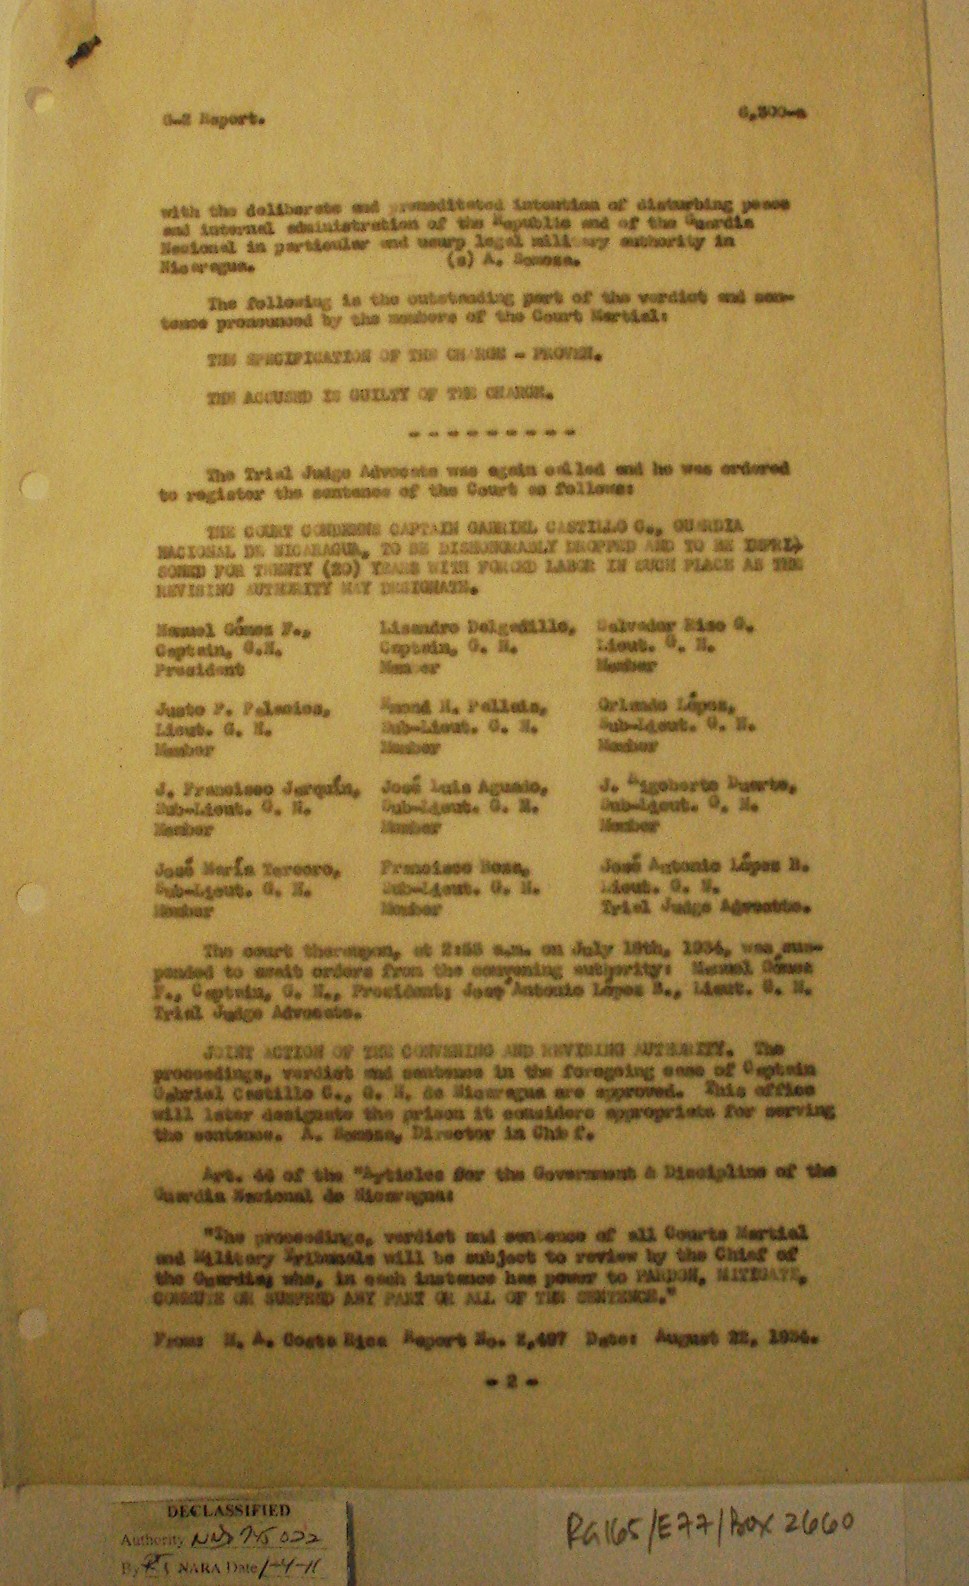 G-2 Report. 6,300-a
with the deliberate and premeditated intention of disturbing peace
and internal administration of the Republic and of the Guardia
Nacional in particular and usurp legal military authority in
Nicaragua. (s) A. Somoza.
The following is the outstanding part of the verdict and sen-
tence pronounced by the members of the Court Martial:
THE SPECIFICATION OF THE CHARGE - PROVEN.
THE ACCUSED IS GUILTY OF THE CHARGE.
- - - - - - - - -
The Trial Judge Advocate was again called and he was ordered
to register the sentence of the Court as follows:
THE COURT CONDEMNS CAPTAIN GABRIEL CASTILLO C., GUARDIA
NACIONAL DE NICARAGUA, TO BE DISHONORABLY DROPPED AND TO BE IMPRI-
SONED FOR TWENTY (20) YEARS WITH FORCED LABOR IN SUCH PLACE AS THE
REVISING AUTHORITY MAY DESIGNATE.
Manuel Gómez F., Lisandro Delgadillo, Salvador Rizo G.
Captain, G.N. Captain, G. N. Lieut. G. N.
President Member Member
Justo P. Palacios, H. Pallais, Orlando López,
Lieut. G. N. Sub-Lieut. G. N. Sub-Lieut. G. N.
Member Member Member
J. Francisco Jarquín, José Luis Aguado, J. Rigoberto Duarte,
Sub-Lieut. G. N. Sub-Lieut. G. N. Sub-Lieut. G. N.
Member Member Member
José María Tercero, Francisco Boza, José Antonio López B.
Sub-Lieut. G. N. Sub-Lieut. G. N. Lieut. G. N.
Member Member Trial Judge Advocate.
The court thereupon, at a.m. on July 1934, was sus-
pended to await orders from the convening authority: Manuel Gómez
F., Captain, G. N., President; José Antonio López B., Lieut. G. N.
Trial Judge Advocate.
JOINT ACTION OF THE CONVENING AND REVISING AUTHORITY. The
proceedings, verdict and sentence in the foregoing case of Captain
Gabriel Castillo C., G. N. de Nicaragua are approved. This office
will later designate the prison it considers appropriate for serving
the sentence. A. Somoza, Director in Chief.
Art. 44 of the "Articles for the Government & Discipline of the
Guardia Nacional de Nicaragua:
"The proceedings, verdict and sentence of all Courts Martial
and Military Tribunals will be subject to review by the Chief of
the Guardia, who, in each instance has power to PARDON, MITIGATE,
COMMUTE OR SUSPEND ANY PART OR ALL OF THE SENTENCE."
From: M. A. Costa Rica Report No. 2,497 Date: August 22, 1934.
- 2 -
DECLASSIFIED
Authority NND 745022
By NARA Date 1-4-11
RG165/E77/Box 2660